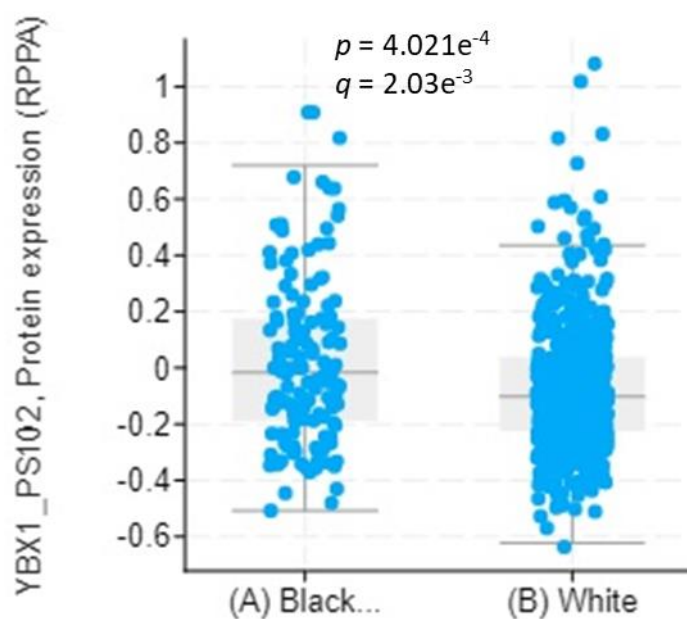 p = 4.021e-4
q = 2.03e-3
YBX1_PS102, Protein expression (RPPA)
1
0.8
0.6
0.4
0.2
0
-0.2
-0.4
-0.6
(A) Black... (B) White